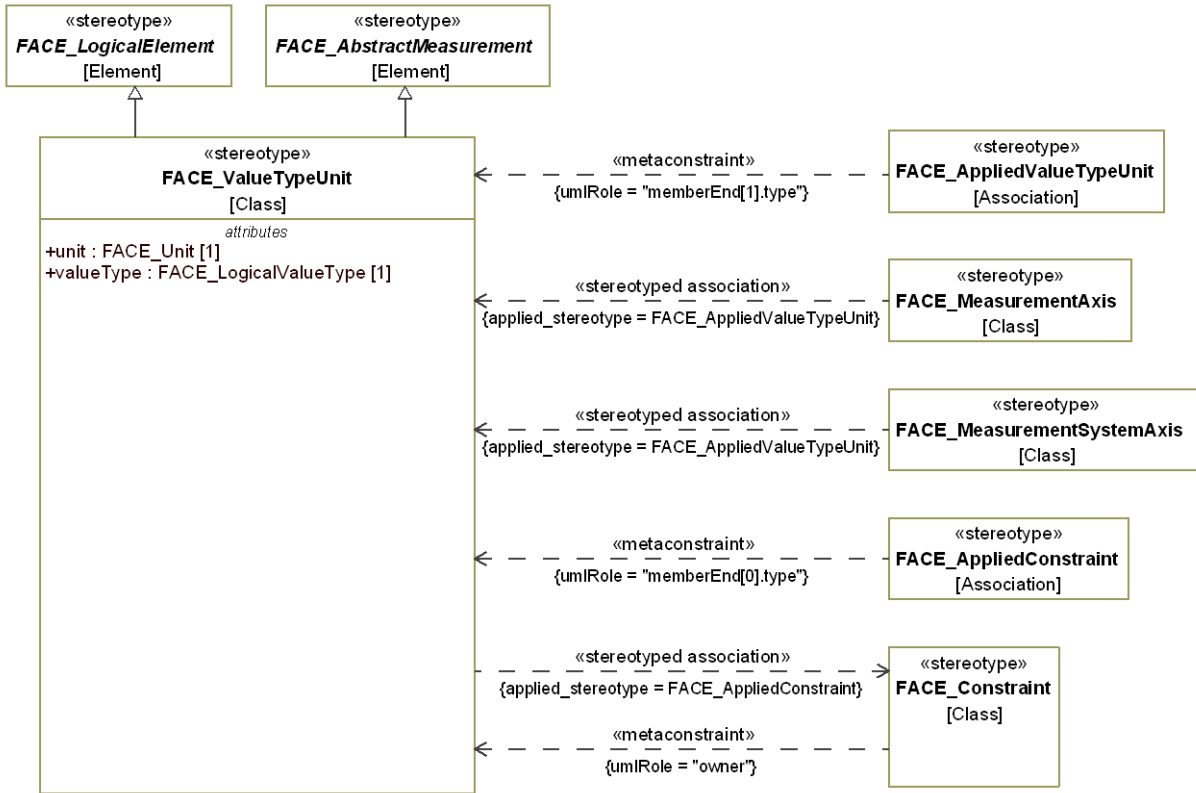 «stereotype»
FACE_LogicalElement
[Element]
«stereotype»
FACE_AbstractMeasurement
[Element]
«stereotype»
FACE_ValueTypeUnit
[Class]
attributes
+unit : FACE_Unit [1]
+valueType : FACE_LogicalValueType [1]
«metaconstraint»
{umlRole = "memberEnd[1].type"}
«stereotype»
FACE_AppliedValueTypeUnit
[Association]
«stereotyped association»
{applied_stereotype = FACE_AppliedValueTypeUnit}
«stereotype»
FACE_MeasurementAxis
[Class]
«stereotyped association»
{applied_stereotype = FACE_AppliedValueTypeUnit}
«stereotype»
FACE_MeasurementSystemAxis
[Class]
«metaconstraint»
{umlRole = "memberEnd[0].type"}
«stereotype»
FACE_AppliedConstraint
[Association]
«stereotyped association»
{applied_stereotype = FACE_AppliedConstraint}
«stereotype»
FACE_Constraint
[Class]
«metaconstraint»
{umlRole = "owner"}